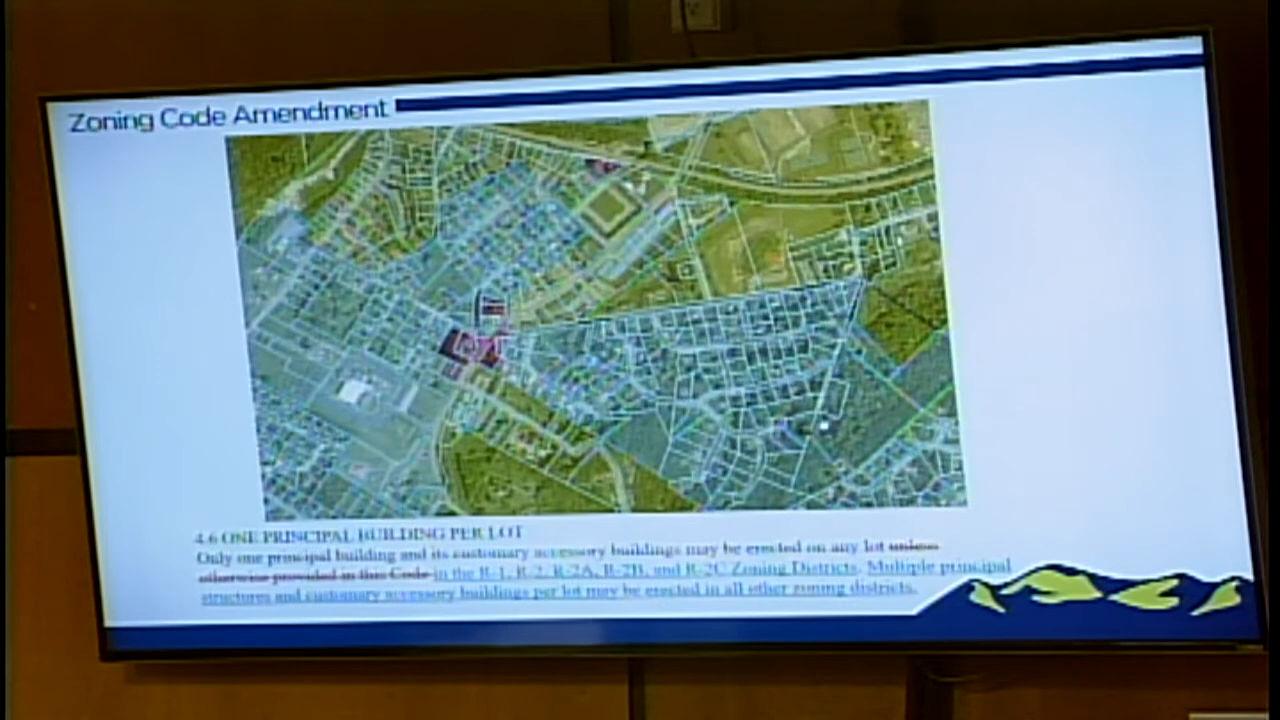 Zoning Code Amendment
4.6 ONE PRINCIPAL BUILDING PER LOT
Only one principal building and its customary accessory buildings may be erected on any lot unless
otherwise provided in this Code in the R-1, R-2, R-2A, R-2B, and R-2C Zoning Districts. Multiple principal
structures and customary accessory buildings per lot may be erected in all other zoning districts.